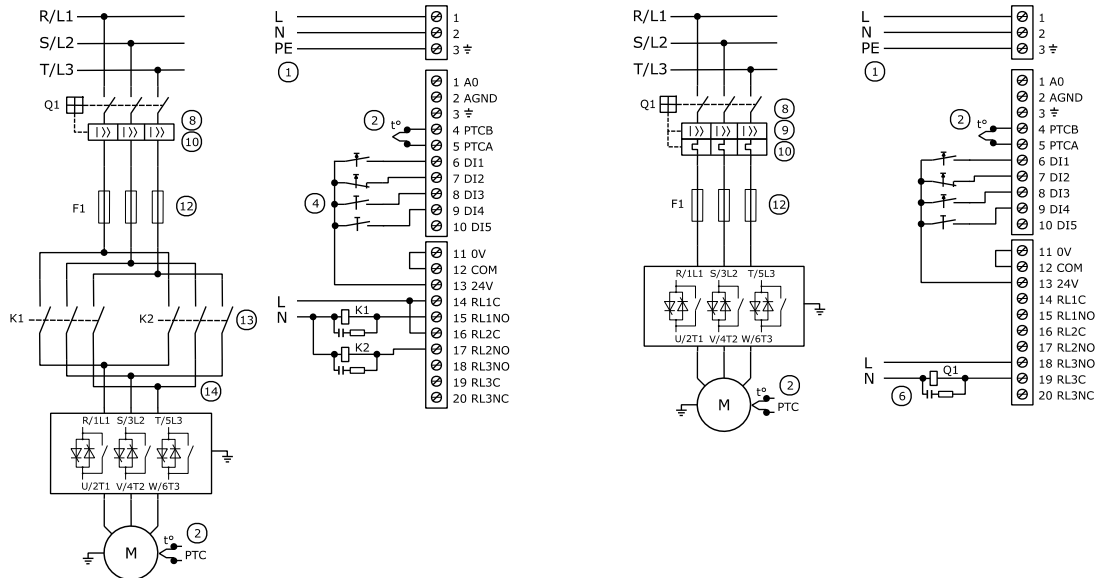 R/L1
S/L2
T/L3
Q1
8
10
F1
12
K1
K2
13
14
R/1L1 S/3L2 T/5L3
U/2T1 V/4T2 W/6T3
M
t°
2
PTC
L
N
PE
1
1
2
3
2
t°
4
1 A0
2 AGND
3
4 PTCB
5 PTCA
6 DI1
7 DI2
8 DI3
9 DI4
10 DI5
11 0V
12 COM
13 24V
14 RL1C
15 RL1NO
16 RL2C
17 RL2NO
18 RL3NO
19 RL3C
20 RL3NC
L
N
K1
K2
R/L1
S/L2
T/L3
Q1
8
9
10
F1
12
R/1L1 S/3L2 T/5L3
U/2T1 V/4T2 W/6T3
M
t°
2
PTC
L
N
PE
1
1
2
3
2
t°
1 A0
2 AGND
3
4 PTCB
5 PTCA
6 DI1
7 DI2
8 DI3
9 DI4
10 DI5
11 0V
12 COM
13 24V
14 RL1C
15 RL1NO
16 RL2C
17 RL2NO
18 RL3NO
19 RL3C
20 RL3NC
L
N
Q1
6